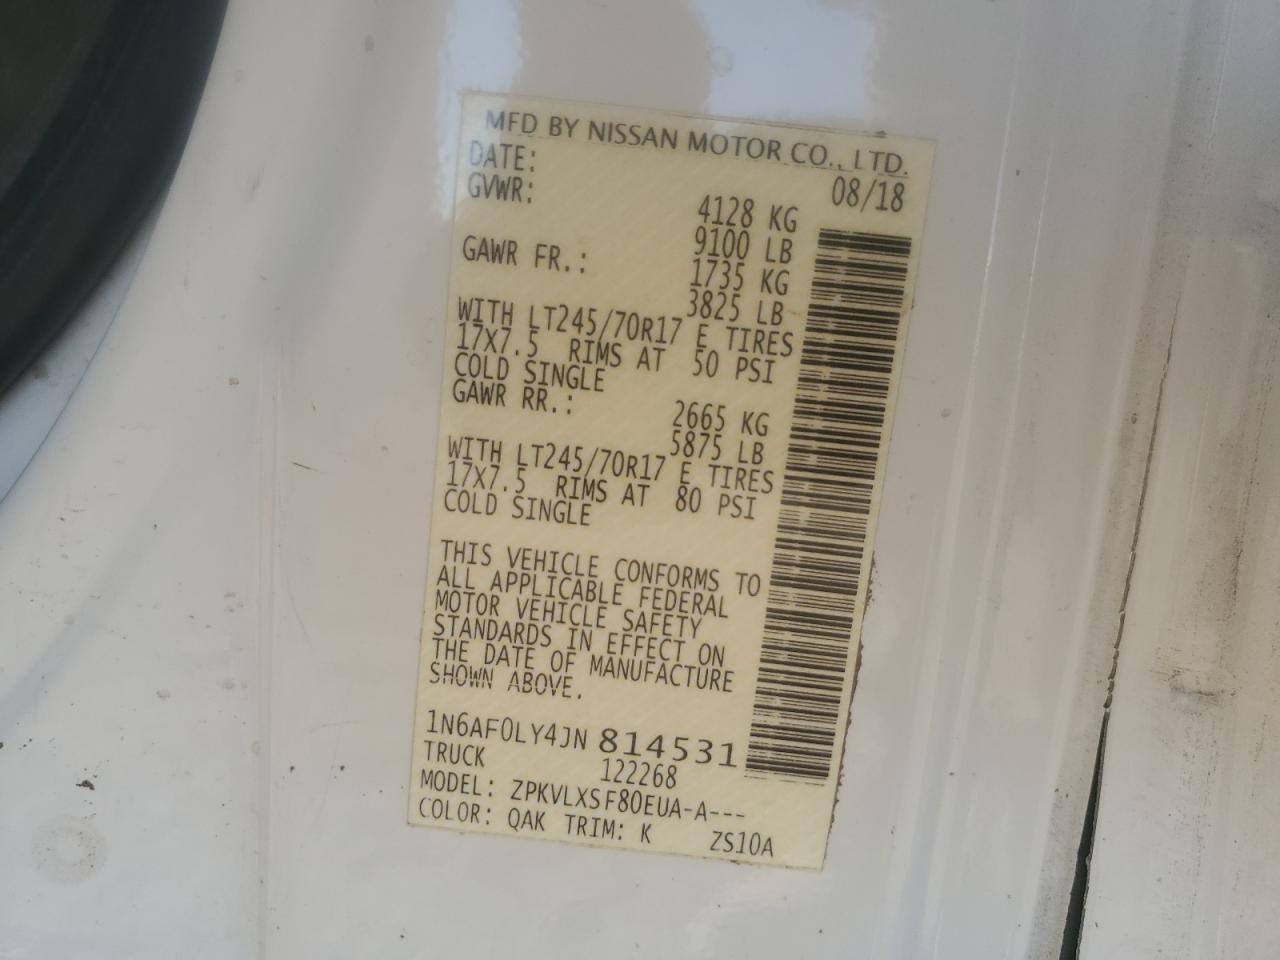 MFD BY NISSAN MOTOR CO., LTD.
DATE: 08/18
GVWR: 4128 KG
9100 LB
GAWR FR.: 1735 KG
3825 LB
WITH LT245/70R17 E TIRES
17X7.5 RIMS AT 50 PSI
COLD SINGLE
GAWR RR.: 2665 KG
5875 LB
WITH LT245/70R17 E TIRES
17X7.5 RIMS AT 80 PSI
COLD SINGLE
THIS VEHICLE CONFORMS TO
ALL APPLICABLE FEDERAL
MOTOR VEHICLE SAFETY
STANDARDS IN EFFECT ON
THE DATE OF MANUFACTURE
SHOWN ABOVE.
1N6AF0LY4JN 814531
TRUCK 122268
MODEL: ZPKVLXSF80EUA-A---
COLOR: QAK TRIM: K ZS10A